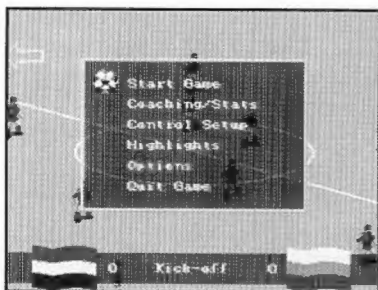 Start Game
Coaching/Stats
Control Setup
Highlights
Options
Quit Game
0 Kick-off 0